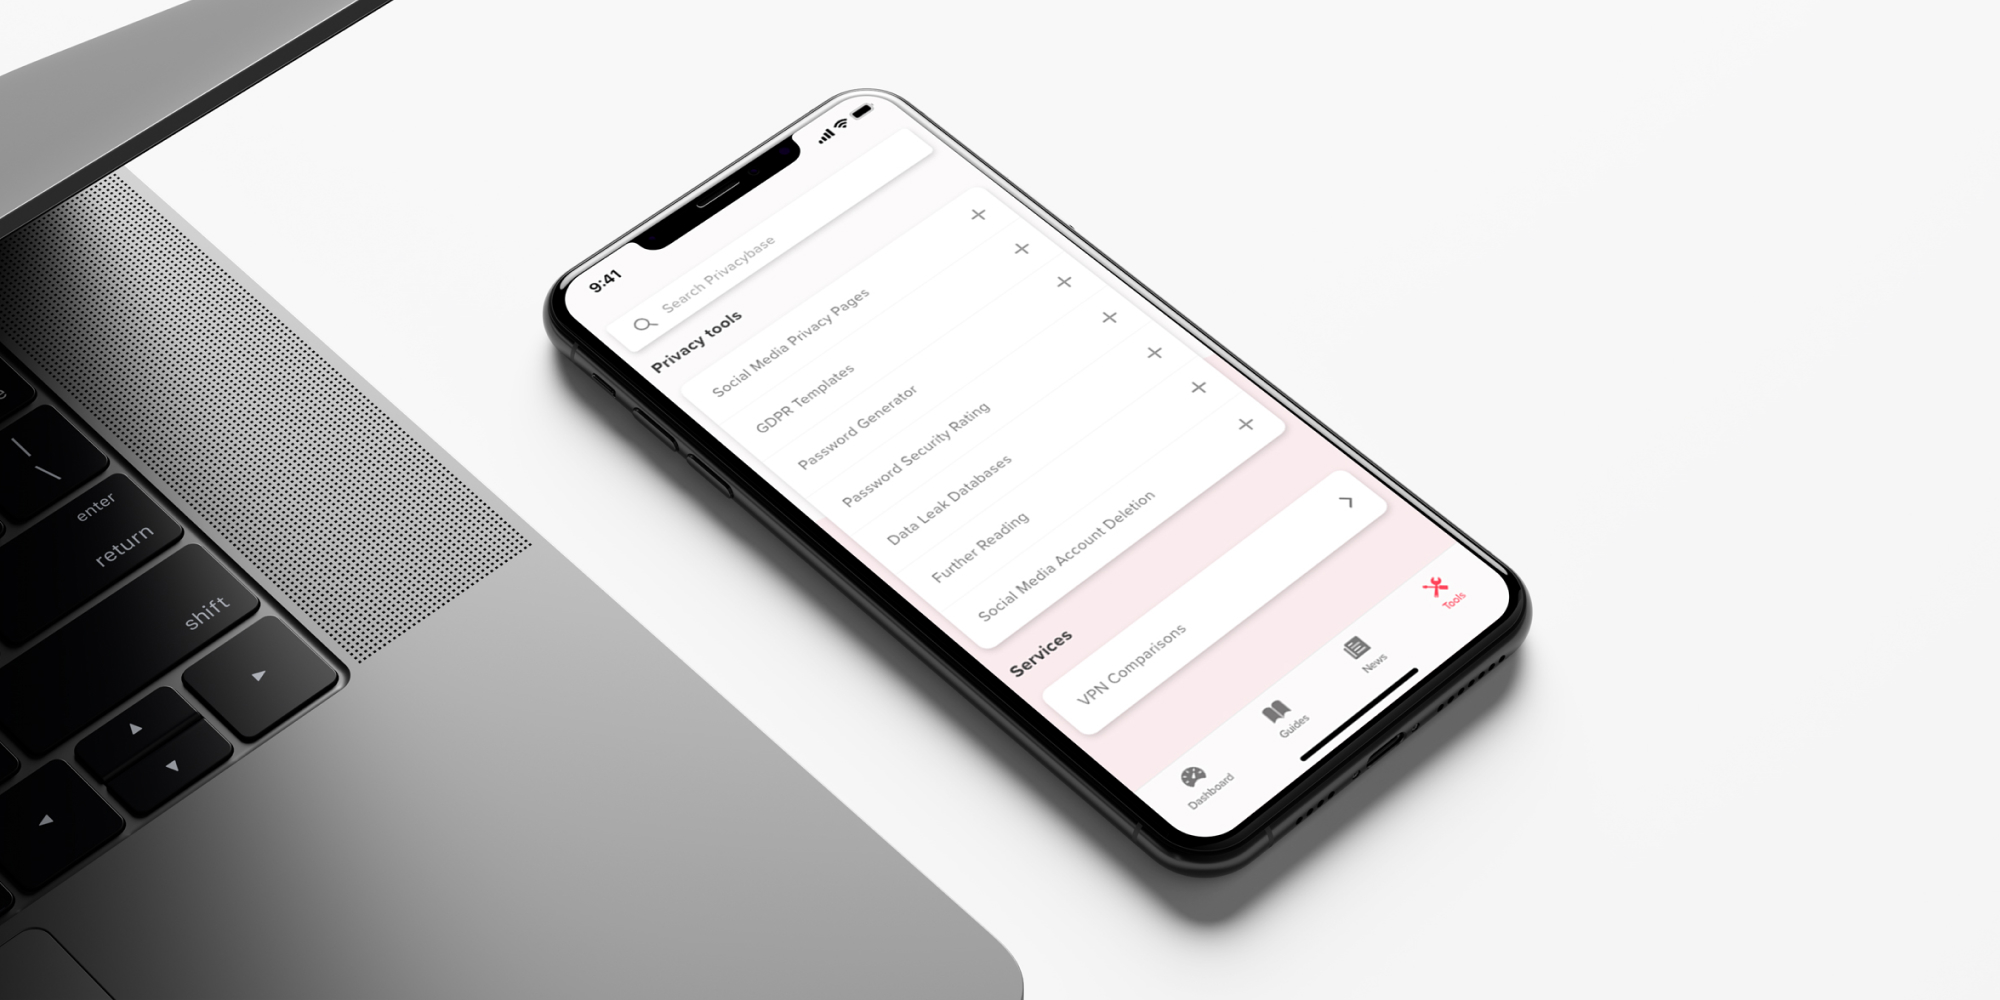 9:41
Search Privacybase
Privacy tools
Social Media Privacy Pages
GDPR Templates
Password Generator
Password Security Rating
Data Leak Databases
Further Reading
Social Media Account Deletion
Services
VPN Comparisons
Dashboard
Guides
News
Tools
enter
return
shift